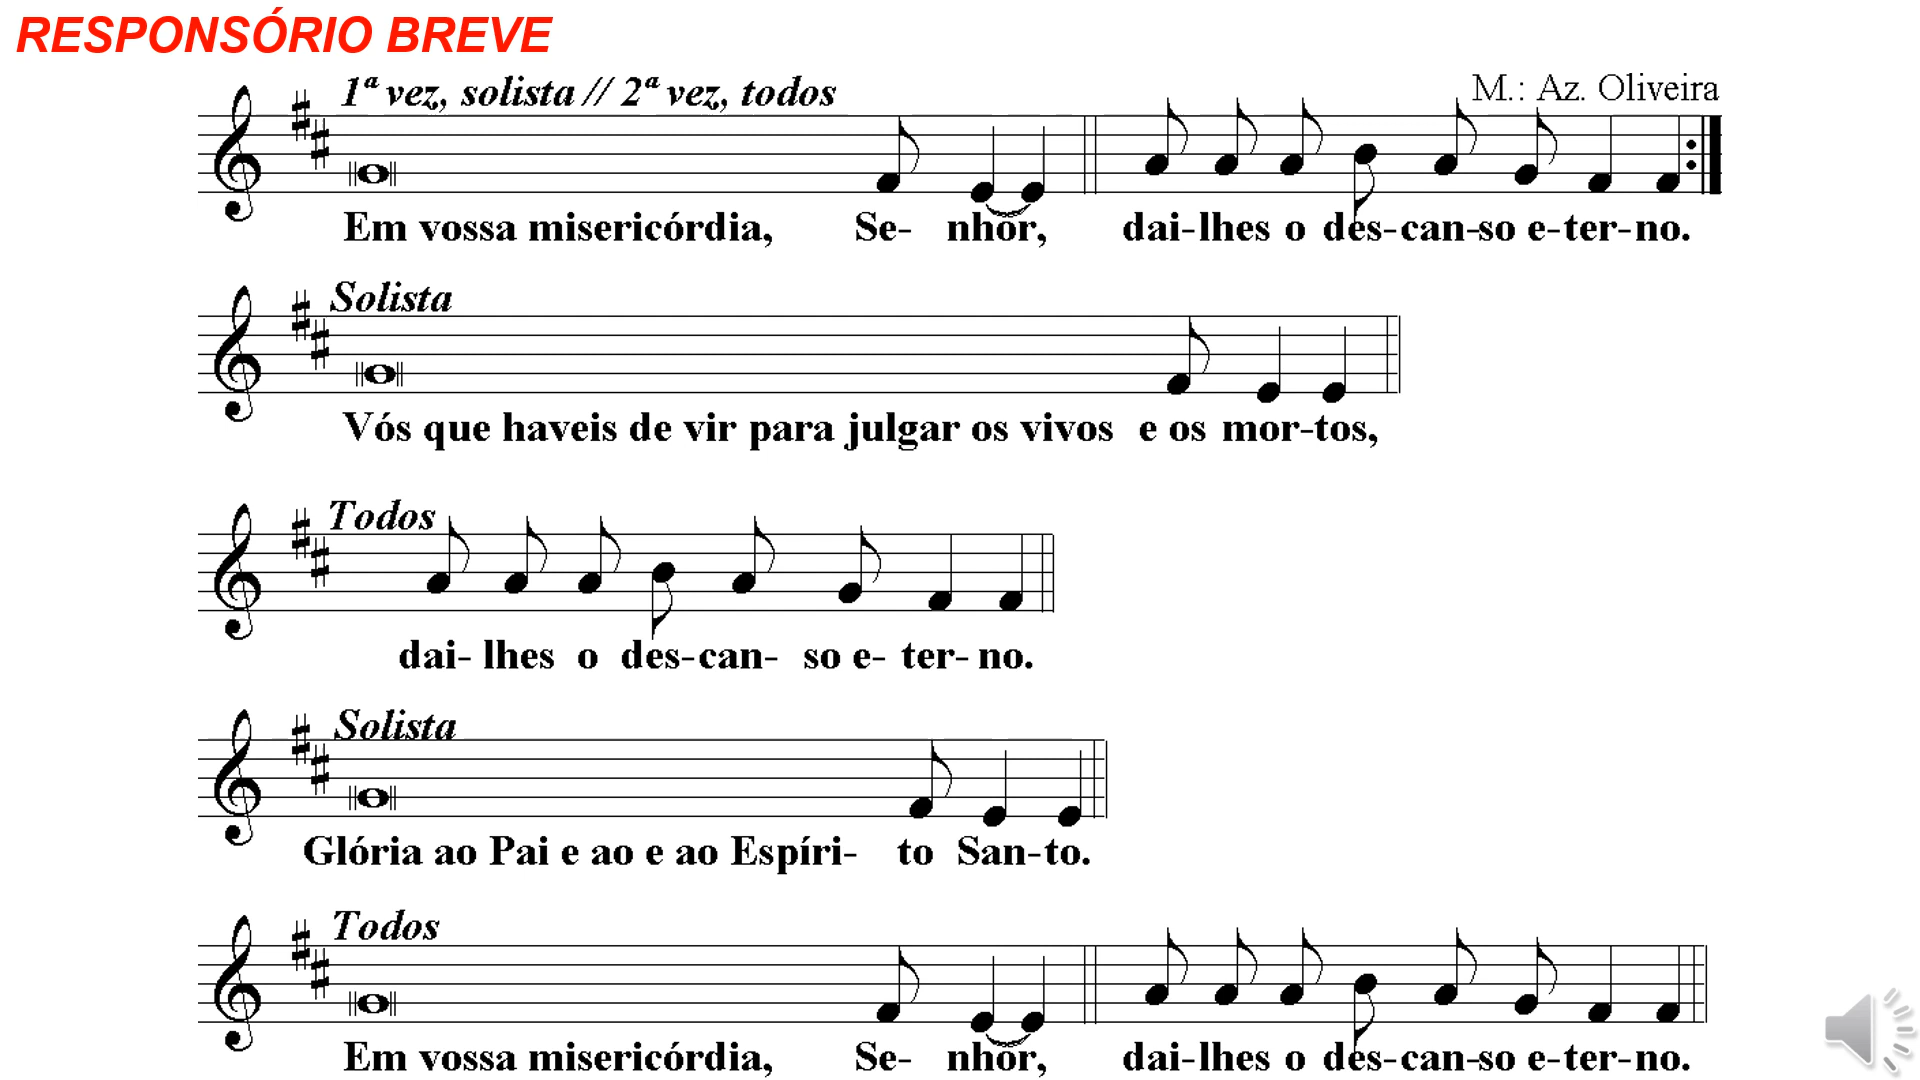 RESPONSÓRIO BREVE
1ª vez, solista // 2ª vez, todos
M.: Az. Oliveira
Em vossa misericórdia, Se- nhor, dai-lhes o des-can-so e-ter-no.
Solista
Vós que haveis de vir para julgar os vivos e os mor-tos,
Todos
dai- lhes o des-can- so e- ter- no.
Solista
Glória ao Pai e ao e ao Espíri- to San-to.
Todos
Em vossa misericórdia, Se- nhor, dai-lhes o des-can-so e-ter-no.